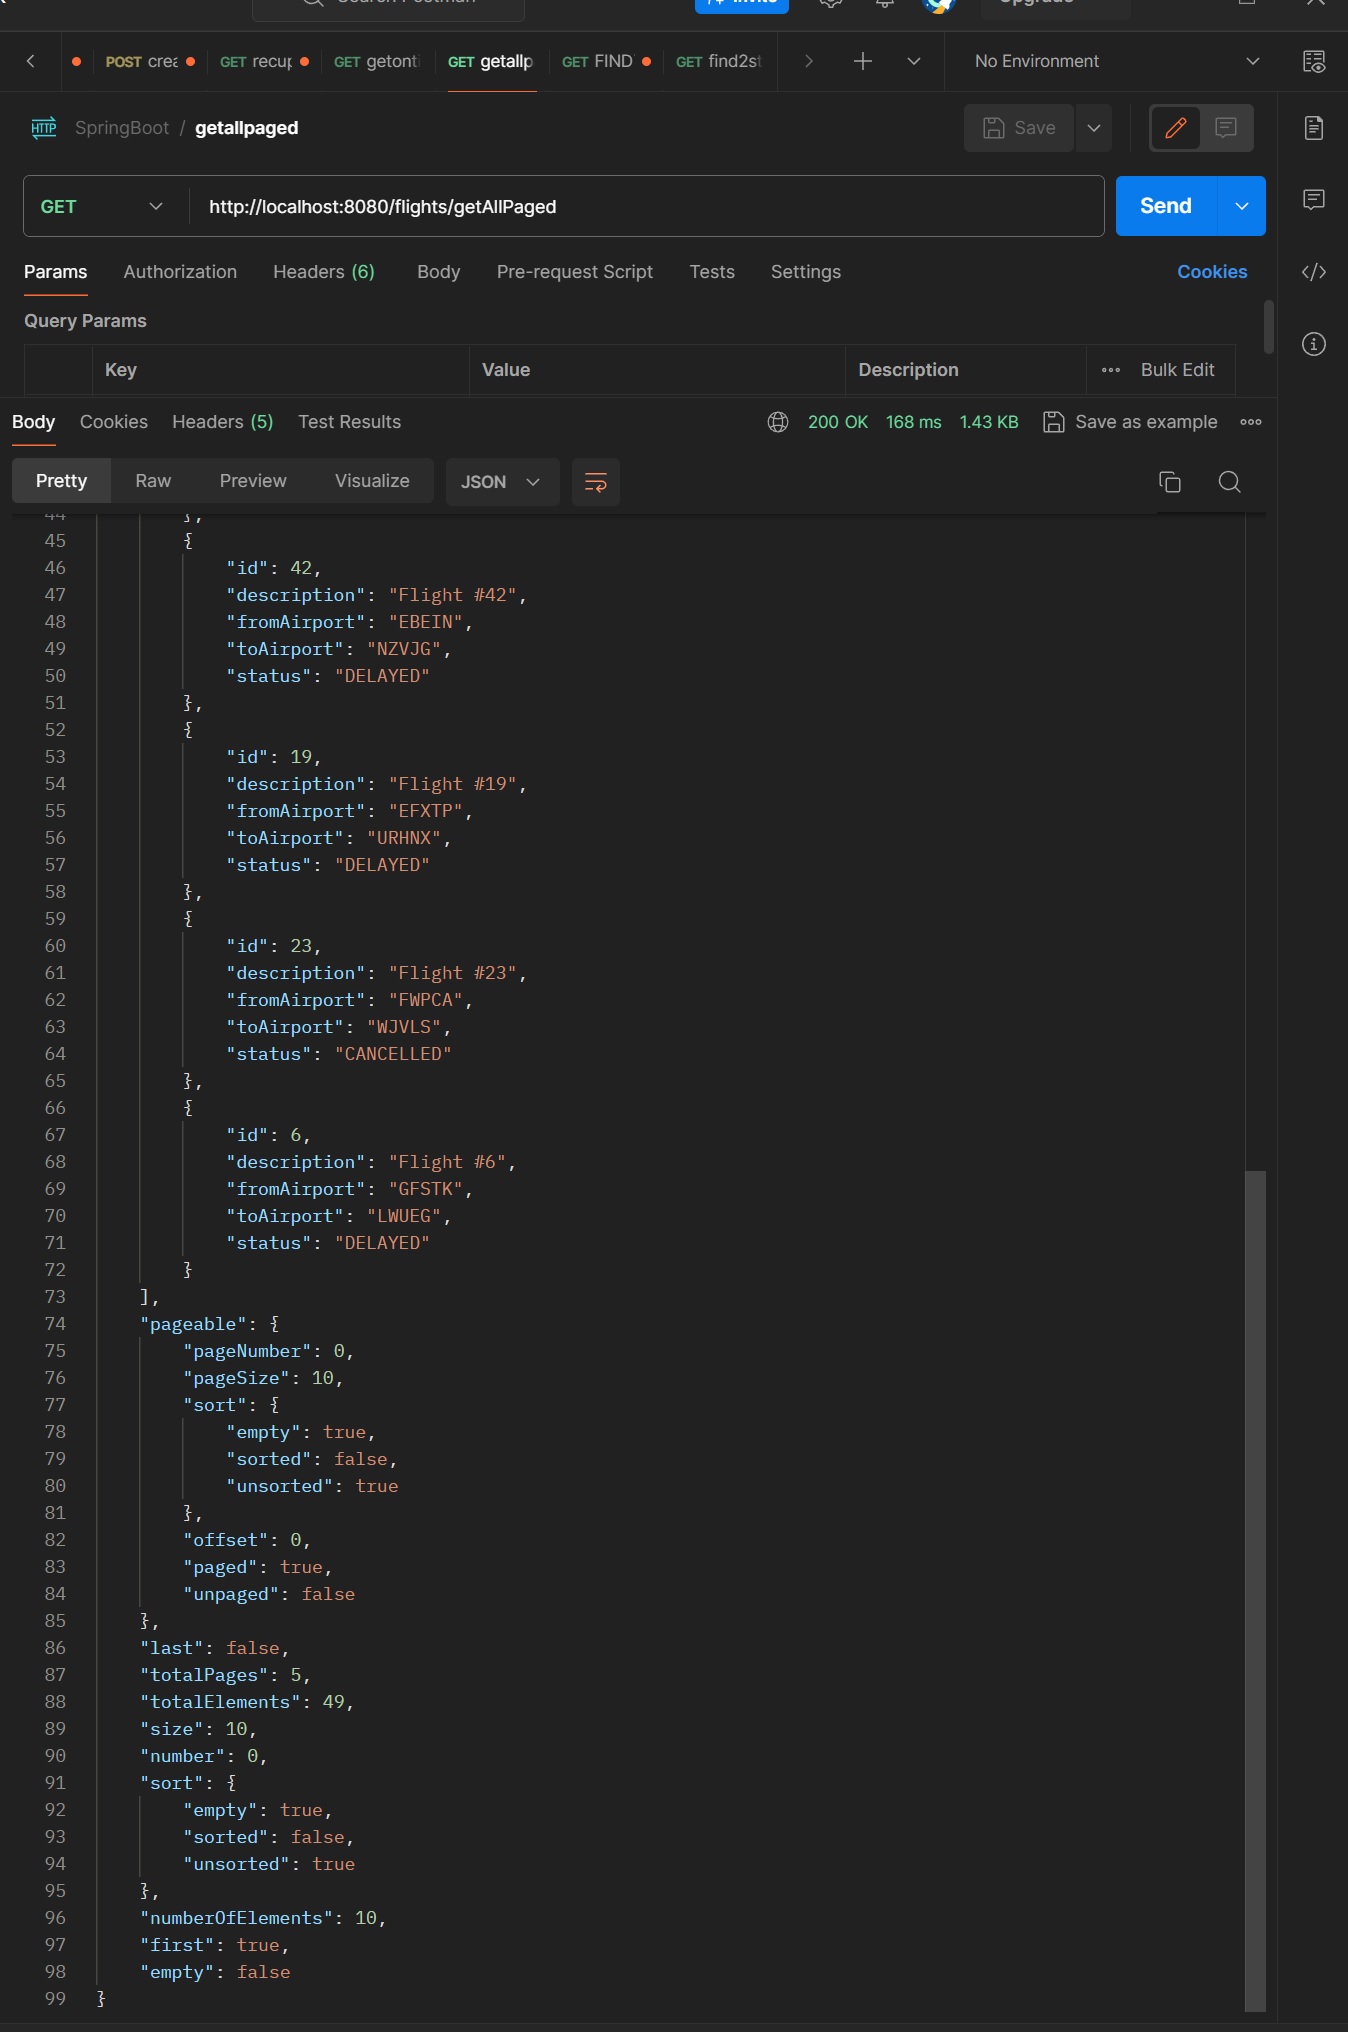 Search Postman
Invite
Upgrade
POST crea
GET recup
GET getonti
GET getallp
GET FIND
GET find2st
No Environment
HTTP
SpringBoot / getallpaged
Save
GET
http://localhost:8080/flights/getAllPaged
Send
Params Authorization Headers (6) Body Pre-request Script Tests Settings Cookies
Query Params
Key Value Description Bulk Edit
Body Cookies Headers (5) Test Results 200 OK 168 ms 1.43 KB Save as example
Pretty Raw Preview Visualize JSON
44 },
45 {
46 "id": 42,
47 "description": "Flight #42",
48 "fromAirport": "EBEIN",
49 "toAirport": "NZVJG",
50 "status": "DELAYED"
51 },
52 {
53 "id": 19,
54 "description": "Flight #19",
55 "fromAirport": "EFXTP",
56 "toAirport": "URHNX",
57 "status": "DELAYED"
58 },
59 {
60 "id": 23,
61 "description": "Flight #23",
62 "fromAirport": "FWPCA",
63 "toAirport": "WJVLS",
64 "status": "CANCELLED"
65 },
66 {
67 "id": 6,
68 "description": "Flight #6",
69 "fromAirport": "GFSTK",
70 "toAirport": "LWUEG",
71 "status": "DELAYED"
72 }
73 ],
74 "pageable": {
75 "pageNumber": 0,
76 "pageSize": 10,
77 "sort": {
78 "empty": true,
79 "sorted": false,
80 "unsorted": true
81 },
82 "offset": 0,
83 "paged": true,
84 "unpaged": false
85 },
86 "last": false,
87 "totalPages": 5,
88 "totalElements": 49,
89 "size": 10,
90 "number": 0,
91 "sort": {
92 "empty": true,
93 "sorted": false,
94 "unsorted": true
95 },
96 "numberOfElements": 10,
97 "first": true,
98 "empty": false
99 }